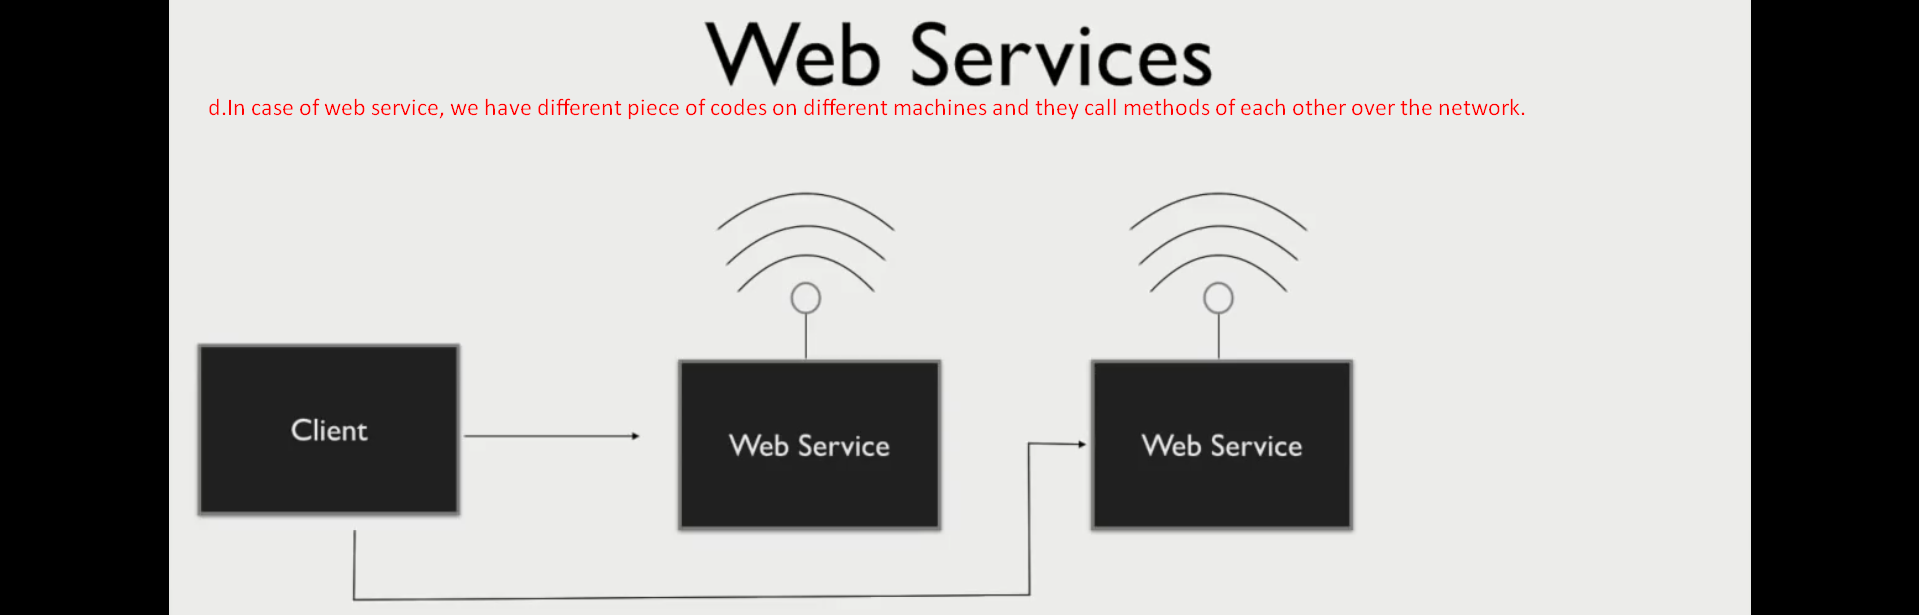 Web Services
d.In case of web service, we have different piece of codes on different machines and they call methods of each other over the network.
Client
Web Service
Web Service